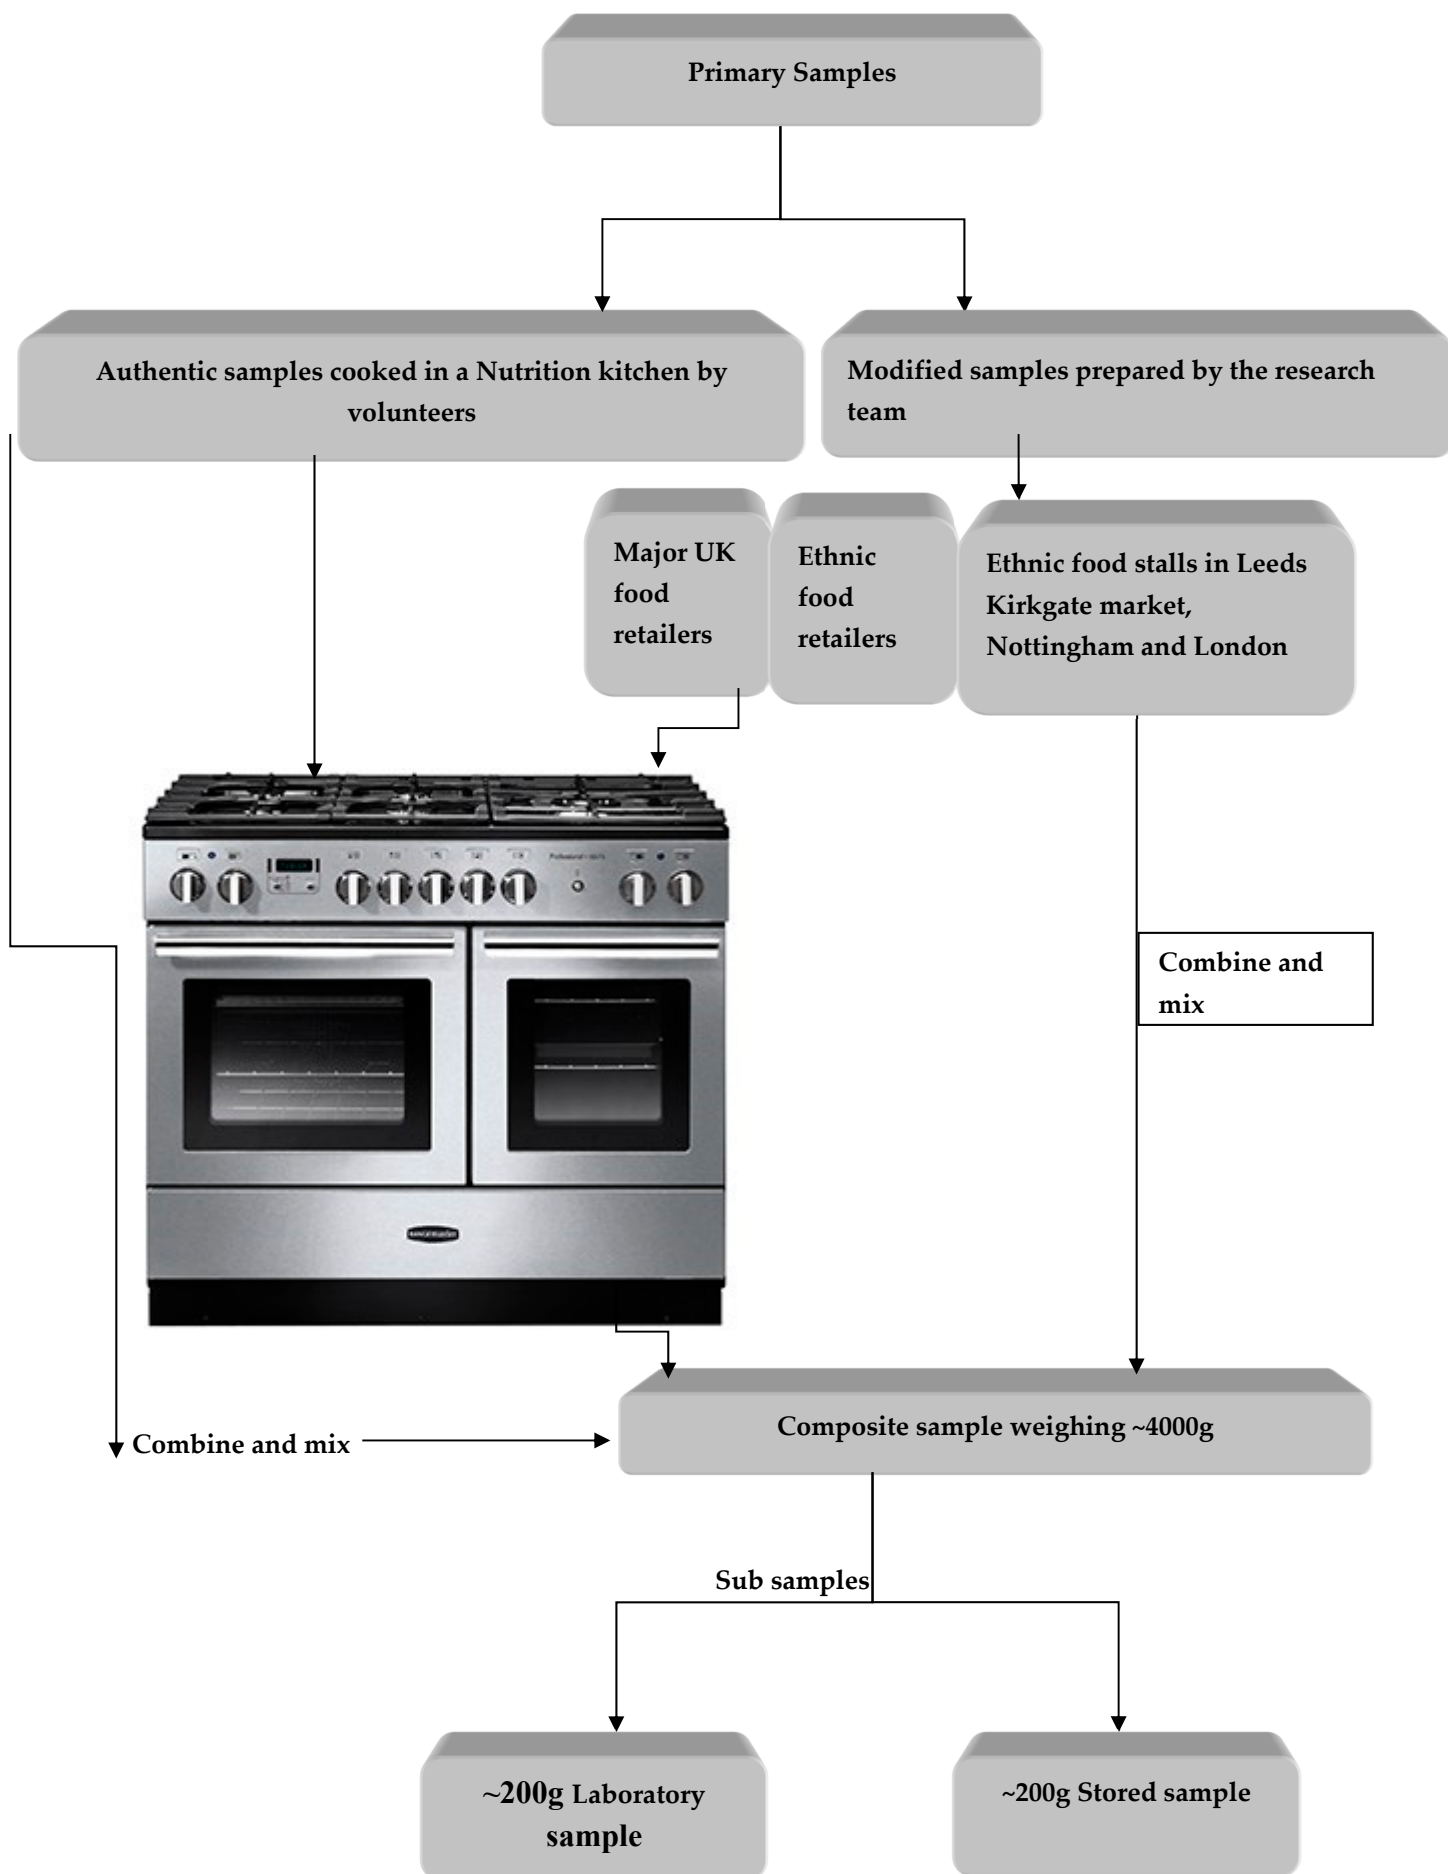 Primary Samples
Authentic samples cooked in a Nutrition kitchen by
volunteers
Modified samples prepared by the research
team
Major UK
food
retailers
Ethnic
food
retailers
Ethnic food stalls in Leeds
Kirkgate market,
Nottingham and London
Combine and
mix
Combine and mix
Composite sample weighing ~4000g
Sub samples
~200g Laboratory
sample
~200g Stored sample